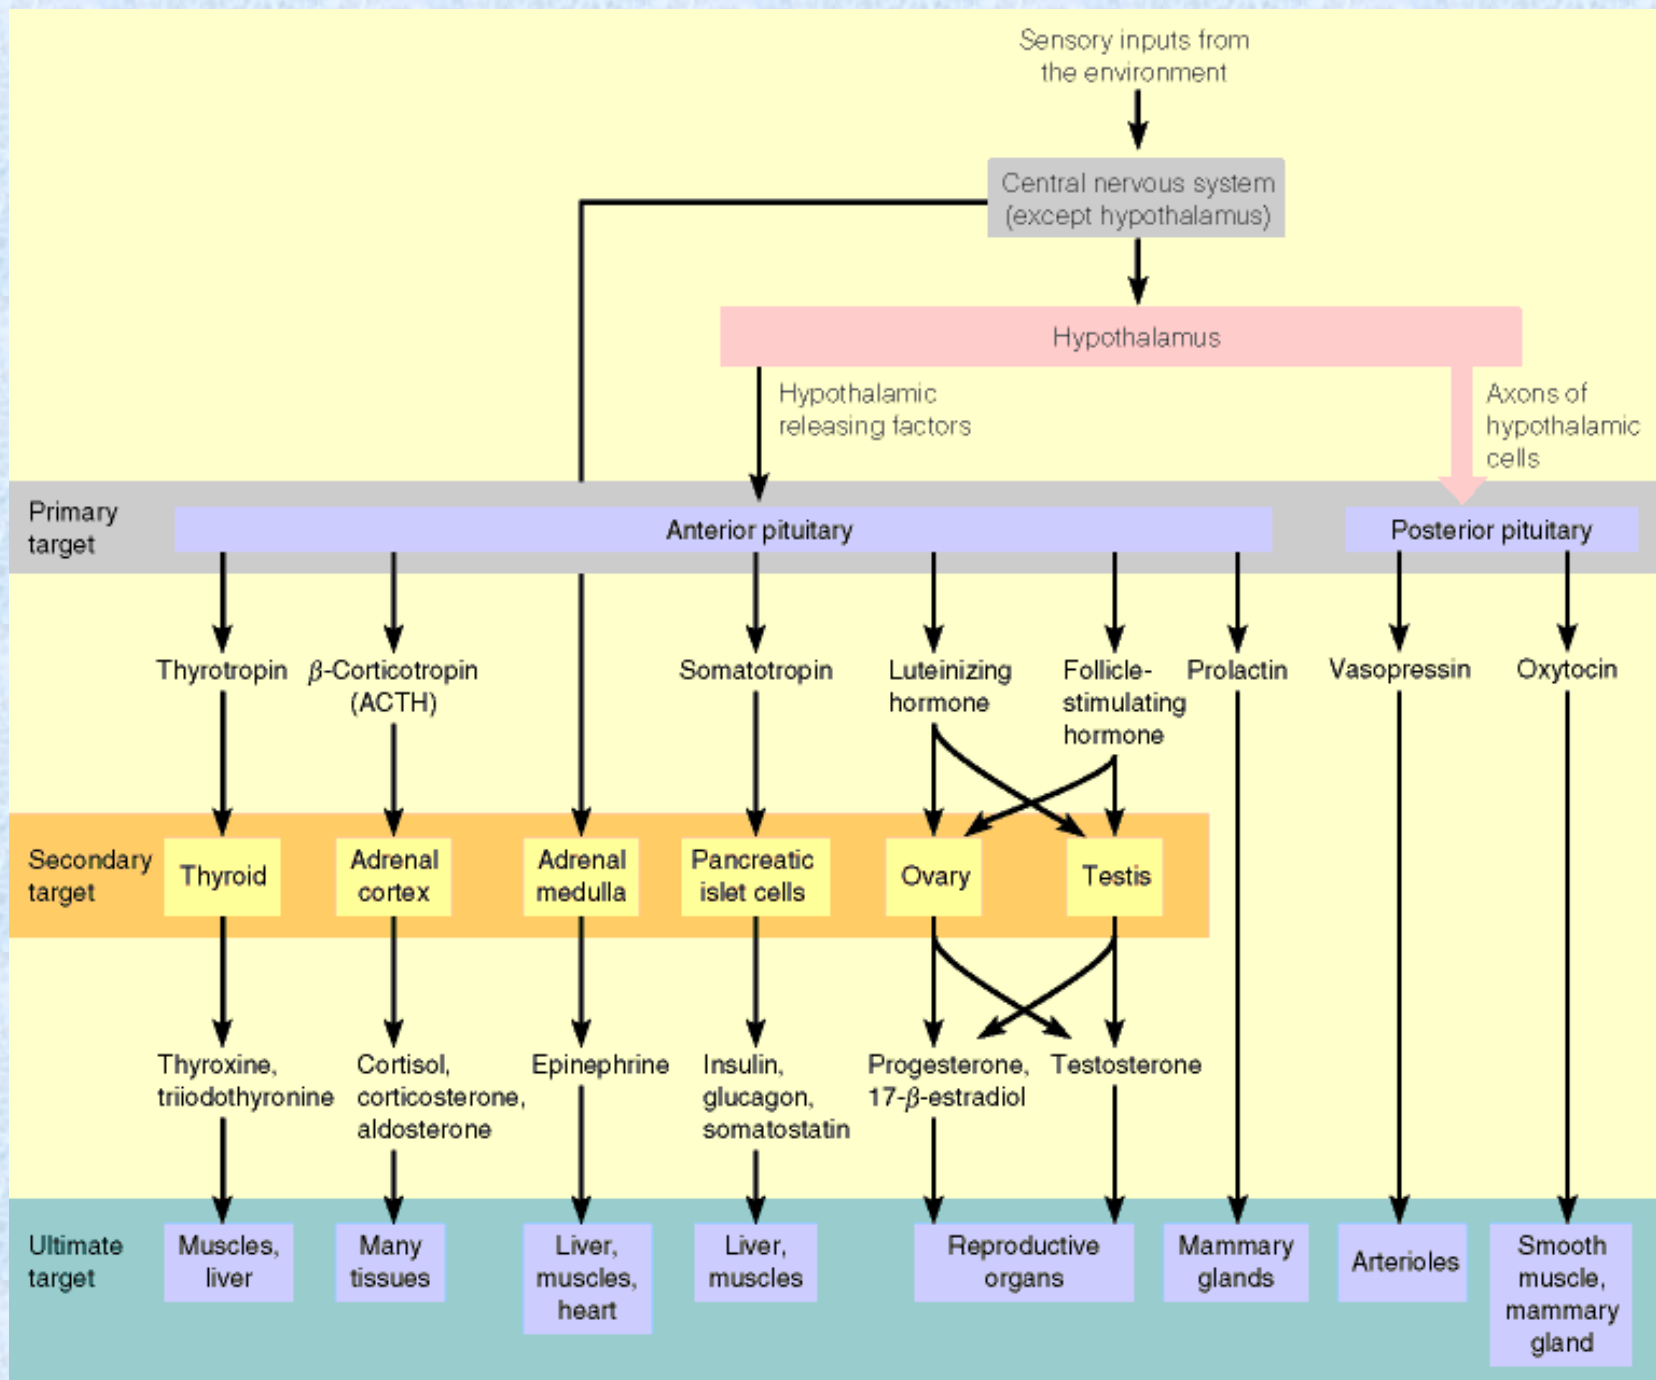 Sensory inputs from
the environment
Central nervous system
(except hypothalamus)
Hypothalamus
Hypothalamic
releasing factors
Axons of
hypothalamic
cells
Primary
target
Anterior pituitary
Posterior pituitary
Thyrotropin
β-Corticotropin
(ACTH)
Somatotropin
Luteinizing
hormone
Follicle-
stimulating
hormone
Prolactin
Vasopressin
Oxytocin
Secondary
target
Thyroid
Adrenal
cortex
Adrenal
medulla
Pancreatic
islet cells
Ovary
Testis
Thyroxine,
triiodothyronine
Cortisol,
corticosterone,
aldosterone
Epinephrine
Insulin,
glucagon,
somatostatin
Progesterone,
17-β-estradiol
Testosterone
Ultimate
target
Muscles,
liver
Many
tissues
Liver,
muscles,
heart
Liver,
muscles
Reproductive
organs
Mammary
glands
Arterioles
Smooth
muscle,
mammary
gland